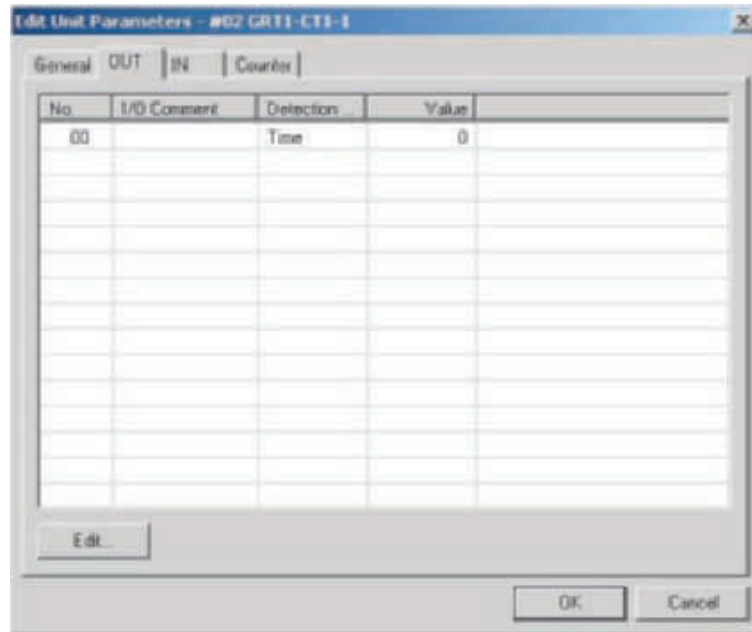 Edit Unit Parameters - #02 GRT1-CT1-1
General OUT IN Counter
No. I/O Comment Detection ... Value
00 Time 0
Edit...
OK Cancel